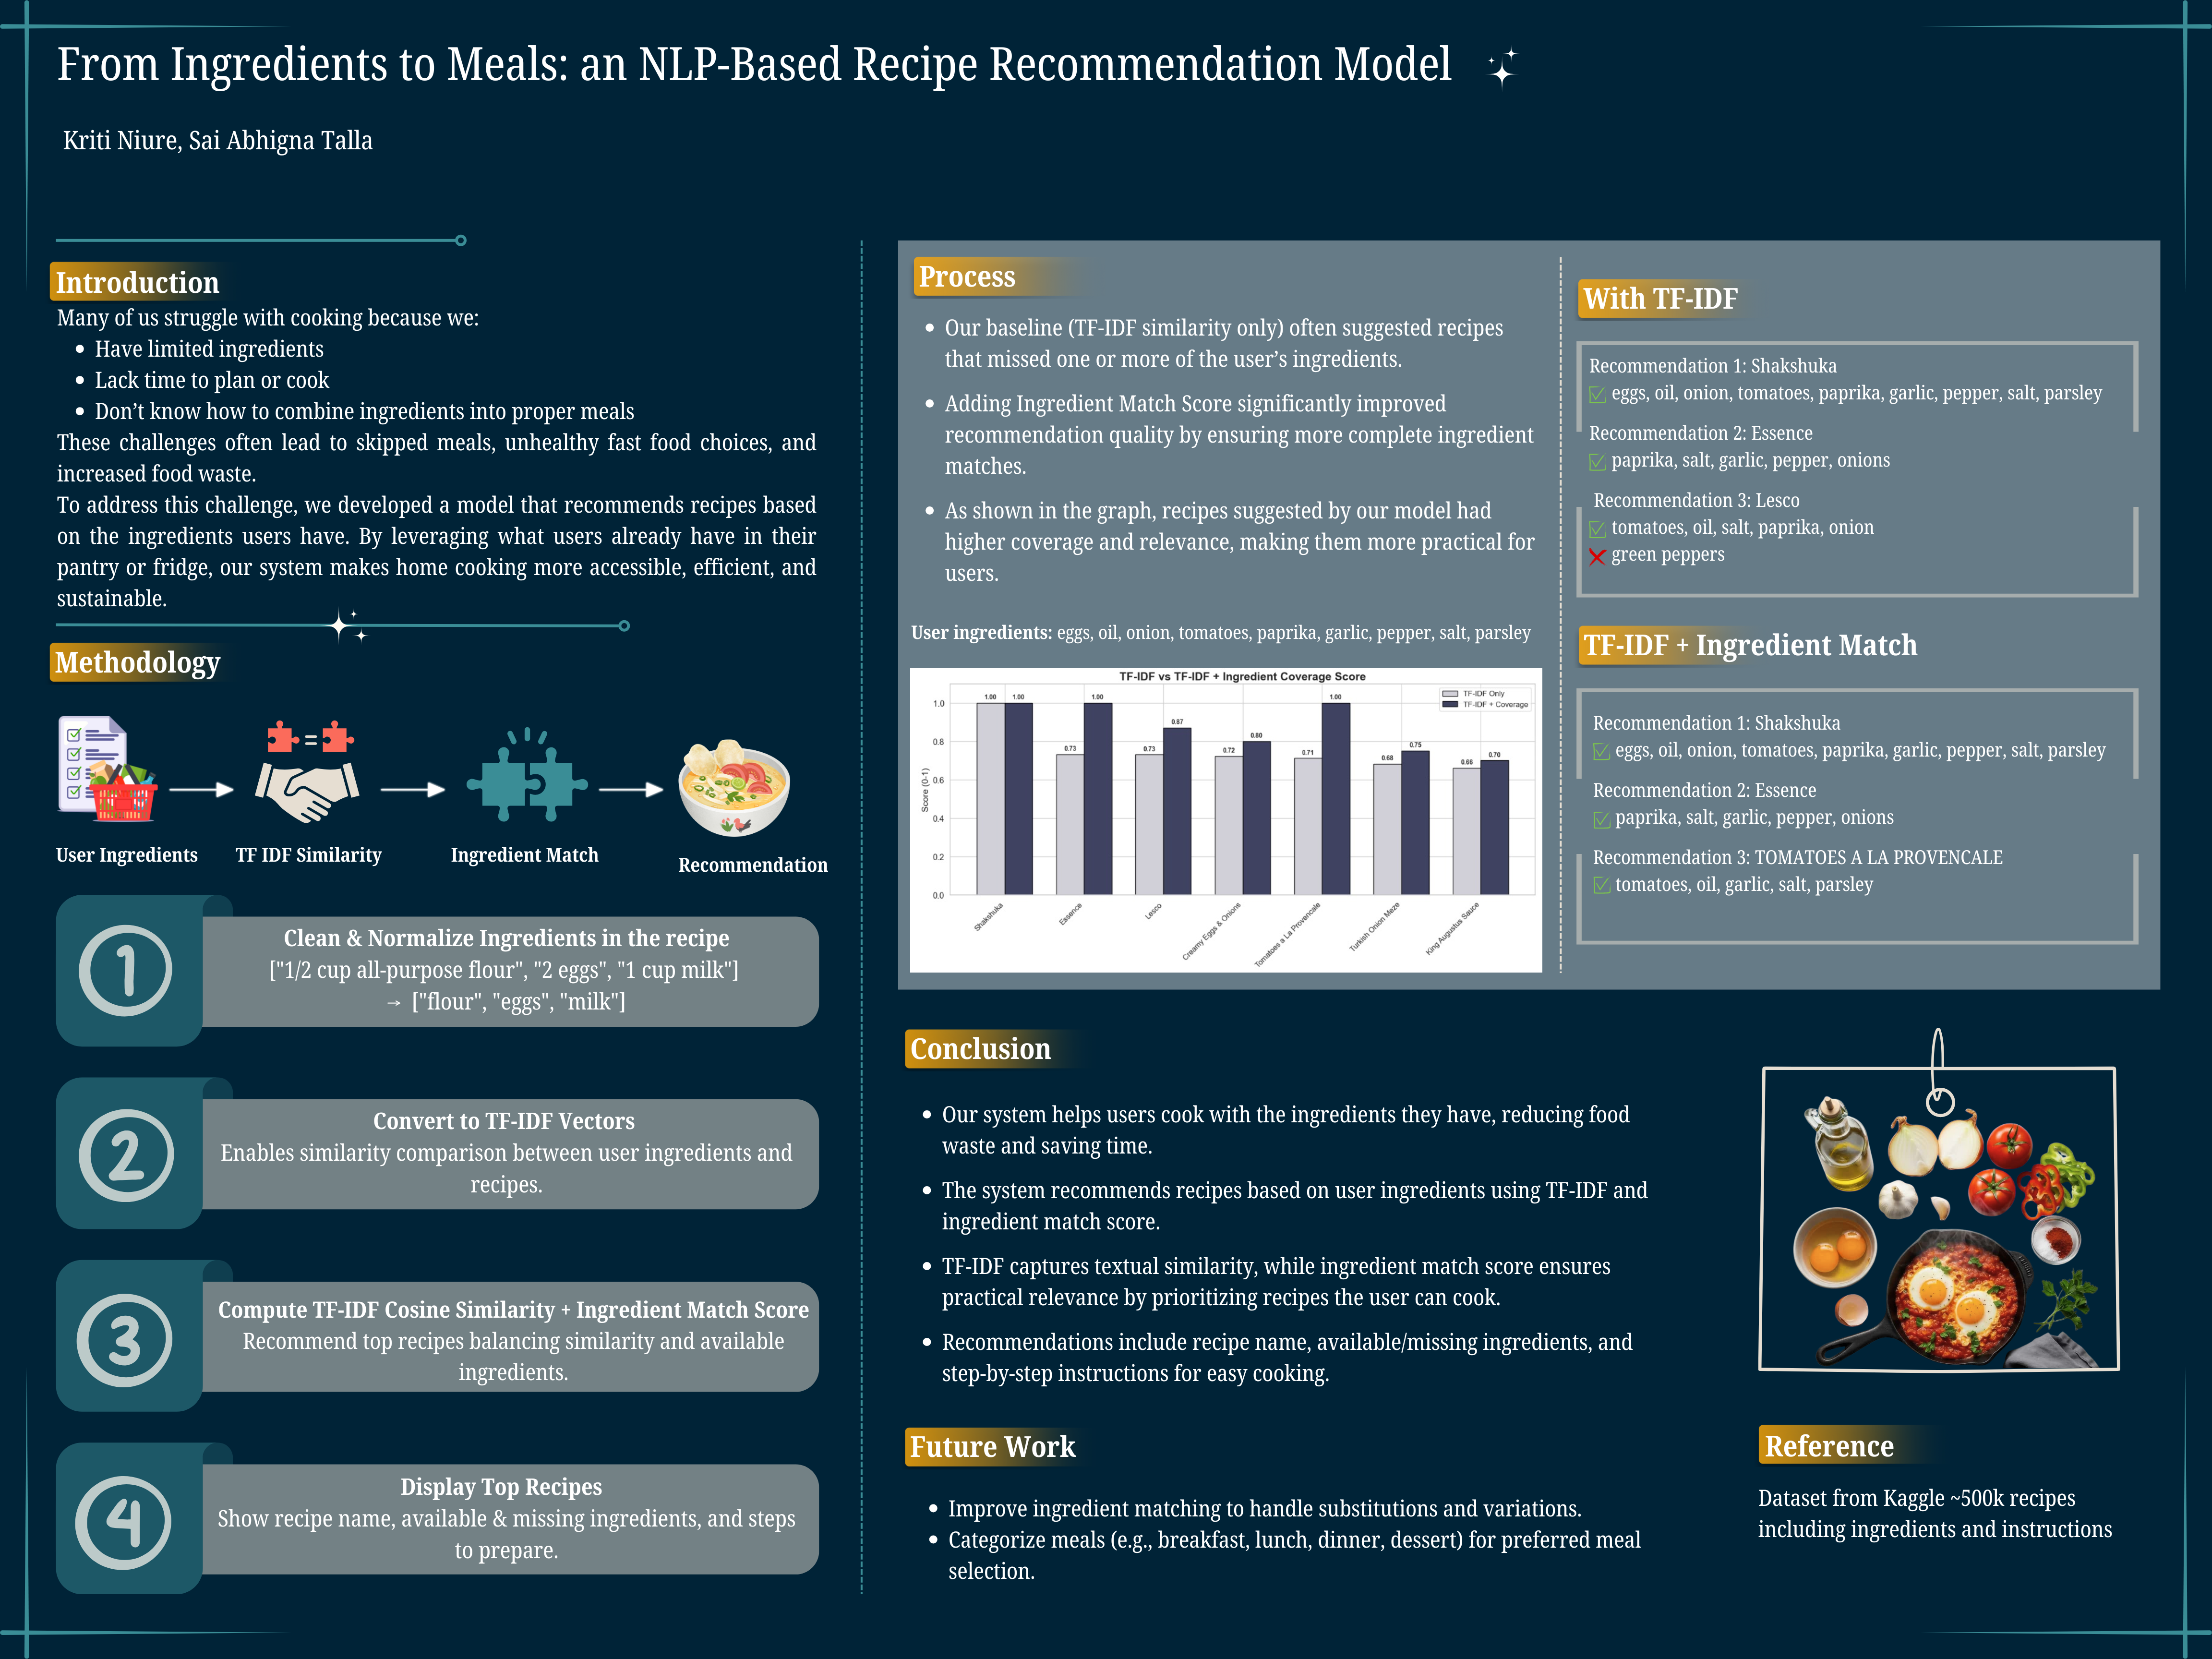 From Ingredients to Meals: an NLP-Based Recipe Recommendation Model
Kriti Niure, Sai Abhigna Talla
Introduction
Many of us struggle with cooking because we:
• Have limited ingredients
• Lack time to plan or cook
• Don’t know how to combine ingredients into proper meals
These challenges often lead to skipped meals, unhealthy fast food choices, and
increased food waste.
To address this challenge, we developed a model that recommends recipes based
on the ingredients users have. By leveraging what users already have in their
pantry or fridge, our system makes home cooking more accessible, efficient, and
sustainable.
Methodology
=
User Ingredients
TF IDF Similarity
Ingredient Match
Recommendation
1
Clean & Normalize Ingredients in the recipe
["1/2 cup all-purpose flour", "2 eggs", "1 cup milk"]
→ ["flour", "eggs", "milk"]
2
Convert to TF-IDF Vectors
Enables similarity comparison between user ingredients and
recipes.
3
Compute TF-IDF Cosine Similarity + Ingredient Match Score
Recommend top recipes balancing similarity and available
ingredients.
4
Display Top Recipes
Show recipe name, available & missing ingredients, and steps
to prepare.
Process
• Our baseline (TF-IDF similarity only) often suggested recipes
that missed one or more of the user’s ingredients.
• Adding Ingredient Match Score significantly improved
recommendation quality by ensuring more complete ingredient
matches.
• As shown in the graph, recipes suggested by our model had
higher coverage and relevance, making them more practical for
users.
User ingredients: eggs, oil, onion, tomatoes, paprika, garlic, pepper, salt, parsley
TF-IDF vs TF-IDF + Ingredient Coverage Score
TF-IDF Only
TF-IDF + Coverage
Score (0-1)
1.0
0.8
0.6
0.4
0.2
0.0
1.00 1.00
0.73 1.00
0.73 0.87
0.72 0.80
0.71 1.00
0.68 0.75
0.66 0.70
Shakshuka
Essence
Lesco
Creamy Eggs & Onions
Tomatoes a La Provencale
Turkish Onion Meze
King Augustus Sauce
With TF-IDF
Recommendation 1: Shakshuka
✅ eggs, oil, onion, tomatoes, paprika, garlic, pepper, salt, parsley
Recommendation 2: Essence
✅ paprika, salt, garlic, pepper, onions
Recommendation 3: Lesco
✅ tomatoes, oil, salt, paprika, onion
❌ green peppers
TF-IDF + Ingredient Match
Recommendation 1: Shakshuka
✅ eggs, oil, onion, tomatoes, paprika, garlic, pepper, salt, parsley
Recommendation 2: Essence
✅ paprika, salt, garlic, pepper, onions
Recommendation 3: TOMATOES A LA PROVENCALE
✅ tomatoes, oil, garlic, salt, parsley
Conclusion
• Our system helps users cook with the ingredients they have, reducing food
waste and saving time.
• The system recommends recipes based on user ingredients using TF-IDF and
ingredient match score.
• TF-IDF captures textual similarity, while ingredient match score ensures
practical relevance by prioritizing recipes the user can cook.
• Recommendations include recipe name, available/missing ingredients, and
step-by-step instructions for easy cooking.
Future Work
• Improve ingredient matching to handle substitutions and variations.
• Categorize meals (e.g., breakfast, lunch, dinner, dessert) for preferred meal
selection.
Reference
Dataset from Kaggle ~500k recipes
including ingredients and instructions